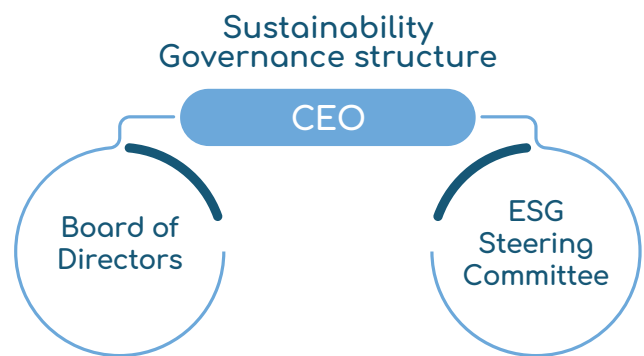 Sustainability
Governance structure
CEO
Board of
Directors
ESG
Steering
Committee